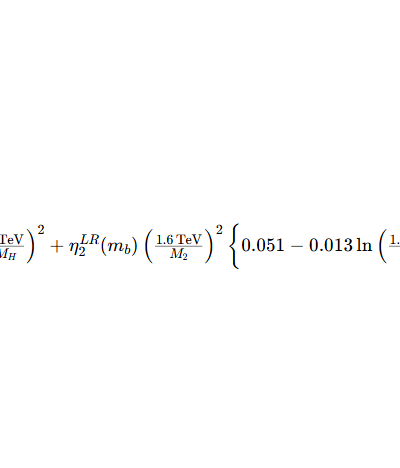 TeV/M_H)^2 + η_2^{LR}(m_b) (1.6 TeV/M_2)^2 {0.051 − 0.013 ln (1.